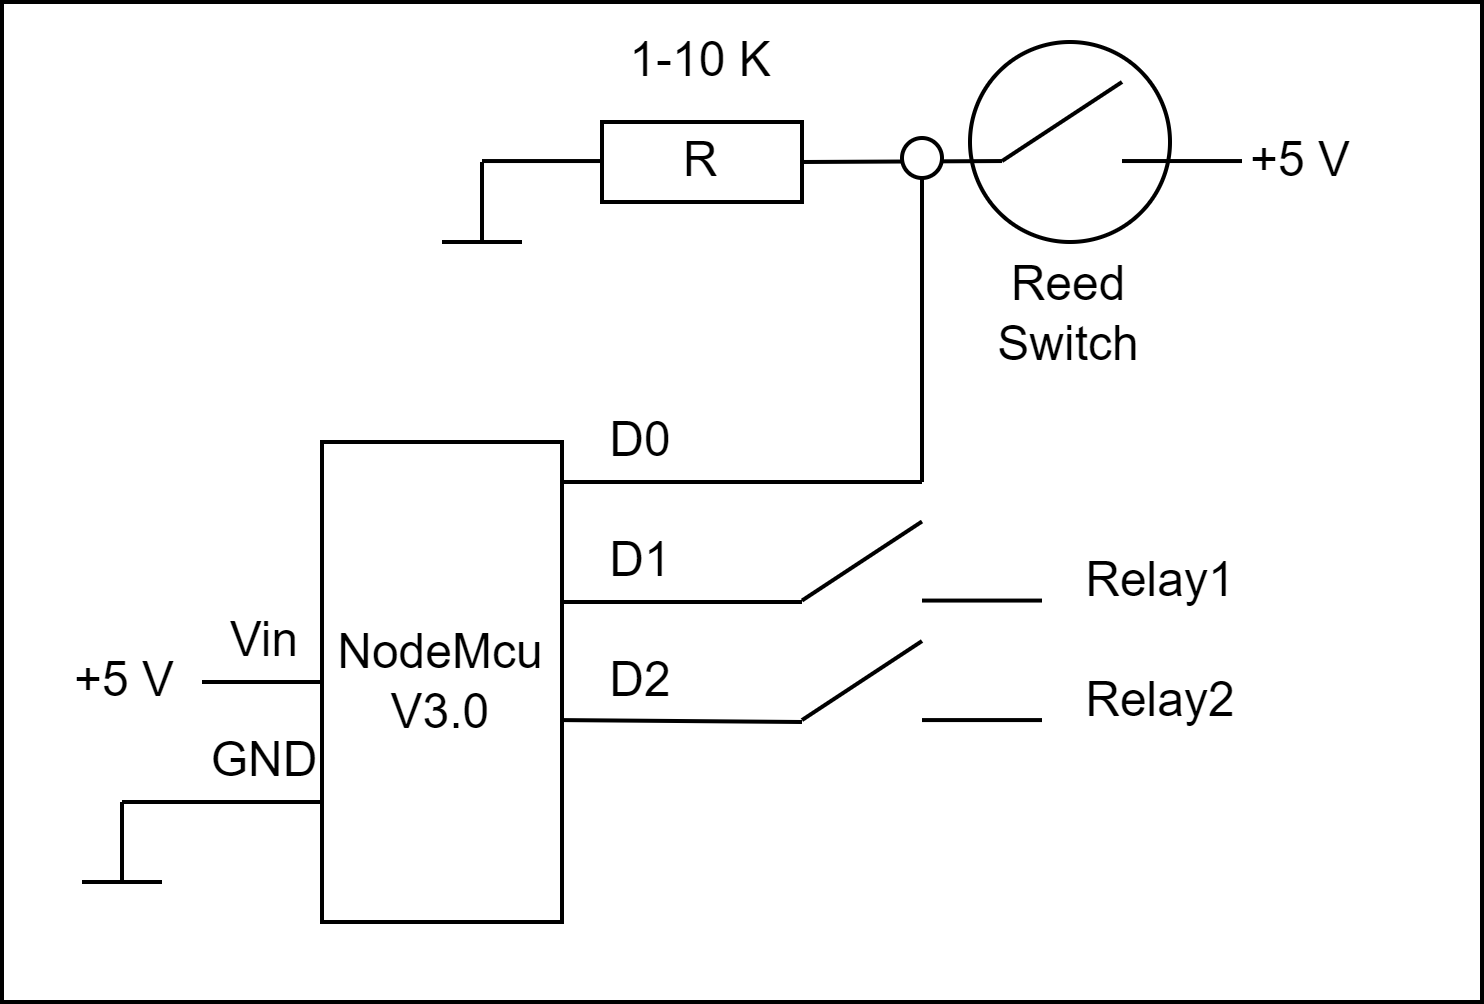 1-10 K
R
+5 V
Reed
Switch
D0
D1
Relay1
Vin
NodeMcu
V3.0
+5 V
D2
Relay2
GND